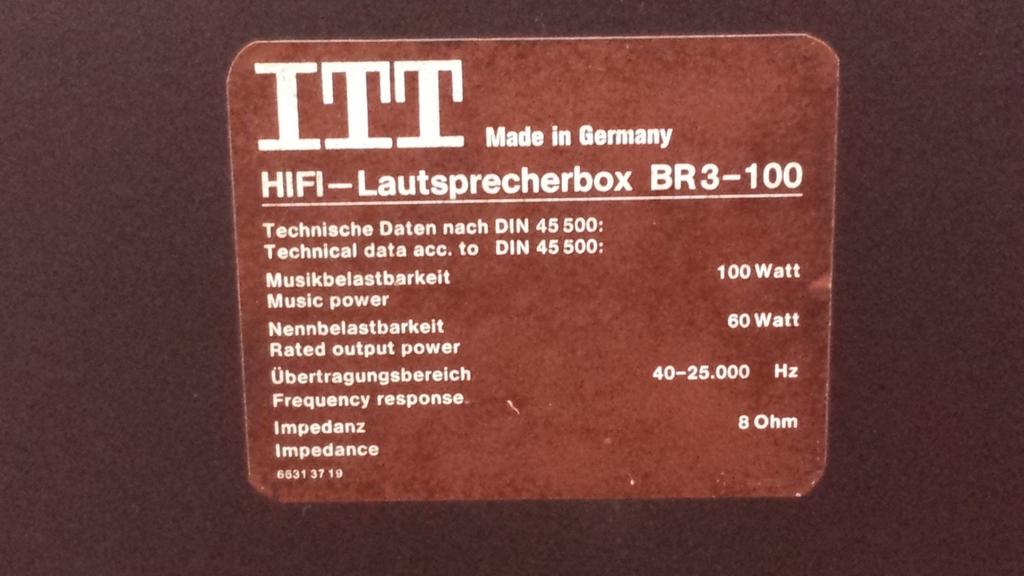 ITT Made in Germany
HIFI-Lautsprecherbox BR3-100
Technische Daten nach DIN 45 500:
Technical data acc. to DIN 45 500:
Musikbelastbarkeit 100 Watt
Music power
Nennbelastbarkeit 60 Watt
Rated output power
Übertragungsbereich 40-25.000 Hz
Frequency response
Impedanz 8 Ohm
Impedance
6631 37 19